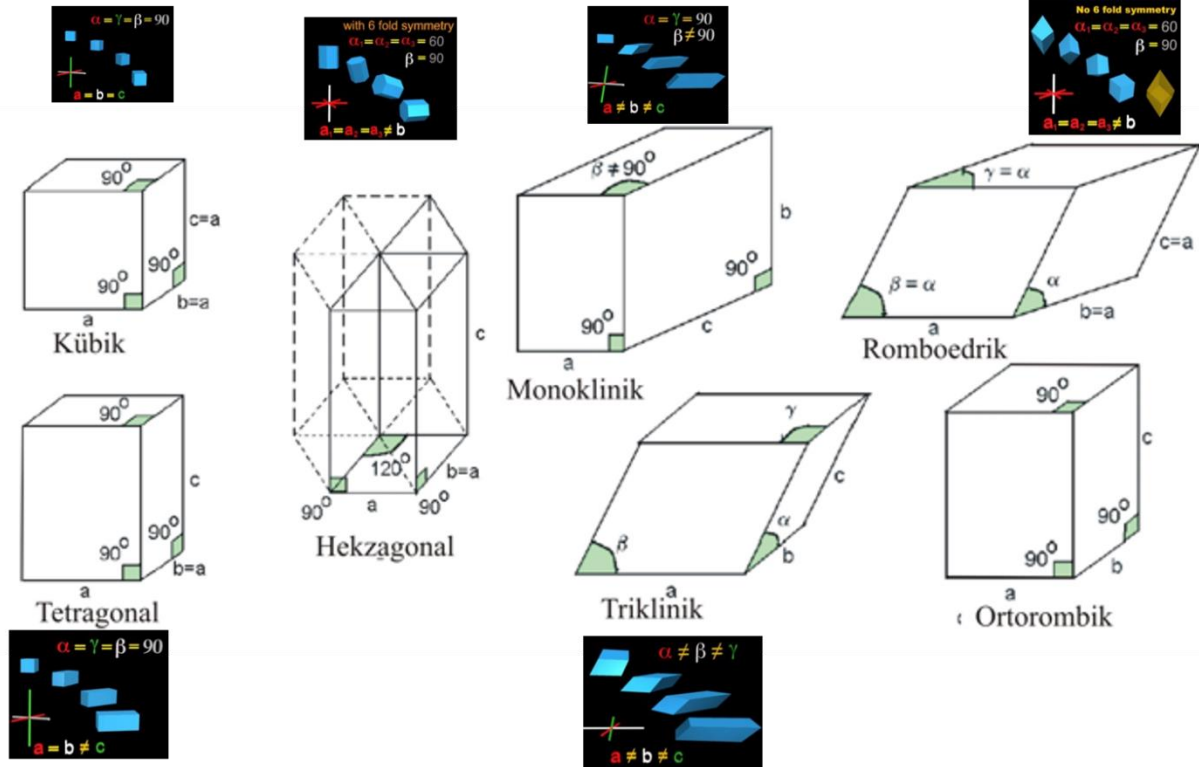 α = γ = β = 90
a = b = c
with 6 fold symmetry
α₁ = α₂ = α₃ = 60
β = 90
a₁ = a₂ = a₃ ≠ b
α = γ = 90
β ≠ 90
a ≠ b ≠ c
No 6 fold symmetry
α₁ = α₂ = α₃ = 60
β = 90
a₁ = a₂ = a₃ ≠ b
90°
c=a
90°
90°
b=a
a
Kübik
c
120°
b=a
90°
a
90°
Hekzagonal
β ≠ 90°
b
90°
90°
c
a
Monoklinik
γ = α
c=a
β = α
α
b=a
a
Romboedrik
90°
c
90°
90°
b=a
a
Tetragonal
γ
c
α
β
b
a
Triklinik
90°
c
90°
90°
b
a
Ortorombik
α = γ = β = 90
a = b ≠ c
α ≠ β ≠ γ
a ≠ b ≠ c